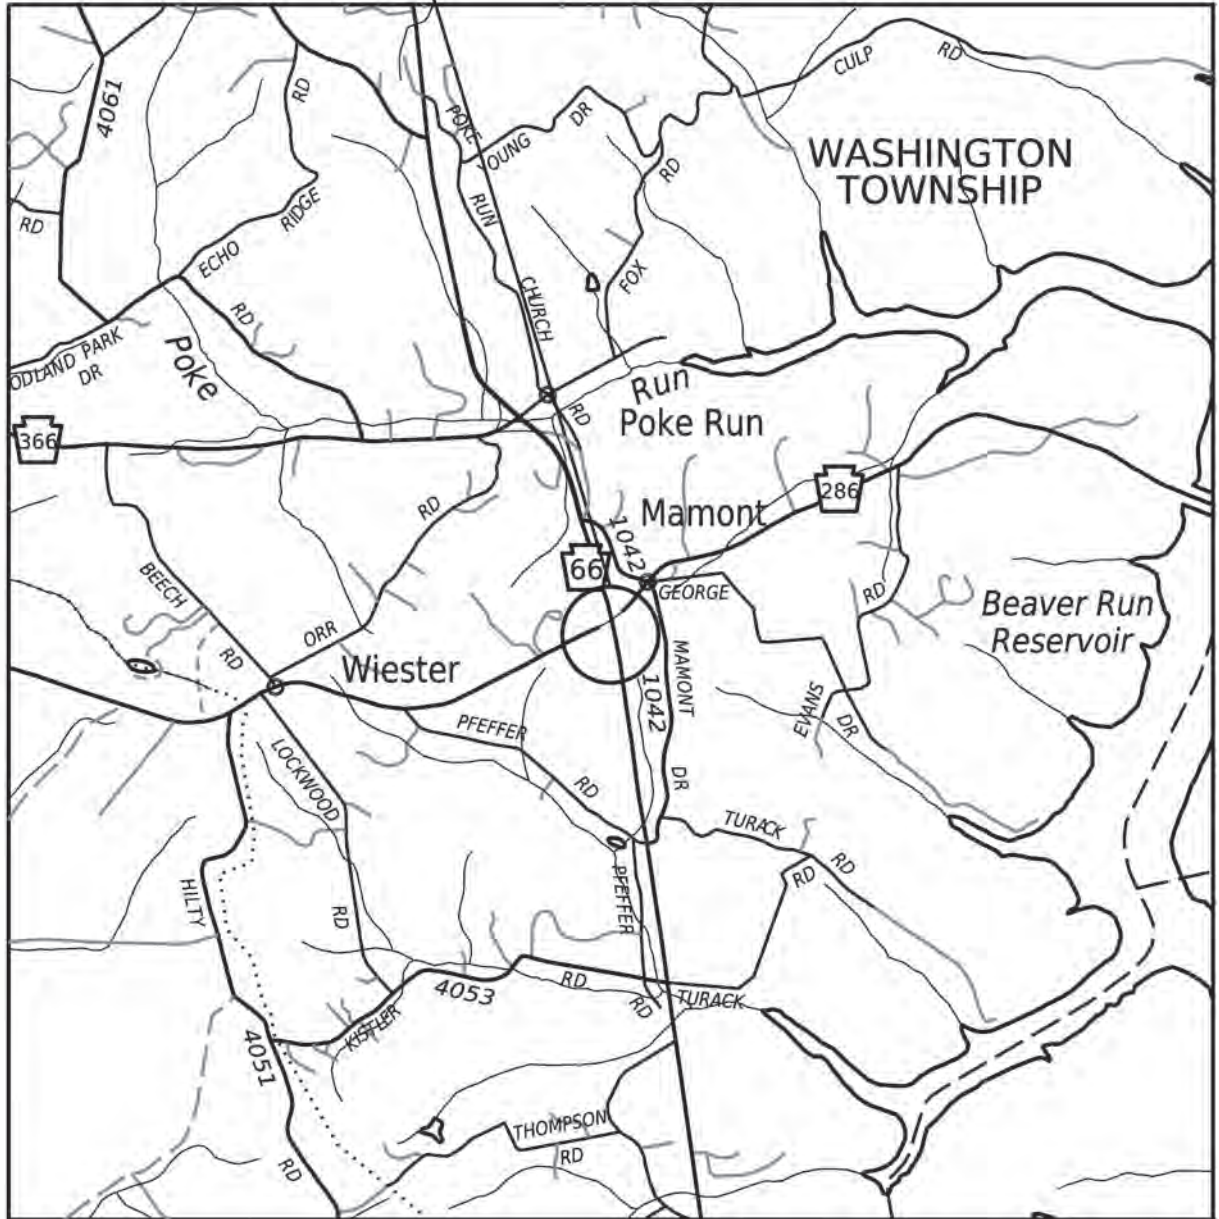 4061
RD
CULP
RD
POKE
YOUNG
DR
WASHINGTON
TOWNSHIP
RD
RD
RIDGE
ECHO
RUN
FOX
RD
CHURCH
ODLAND PARK
DR
Poke
Run
RD
Poke Run
366
286
RD
Mamont
1042
66
BEECH
GEORGE
RD
Beaver Run
Reservoir
ORR
RD
Wiester
MAMONT
1042
EVANS
DR
PFEFFER
LOCKWOOD
RD
DR
TURACK
RD
RD
HILTY
RD
PFEFFER
4053
RD
RD
TURACK
KISTLER
4051
THOMPSON
RD
RD